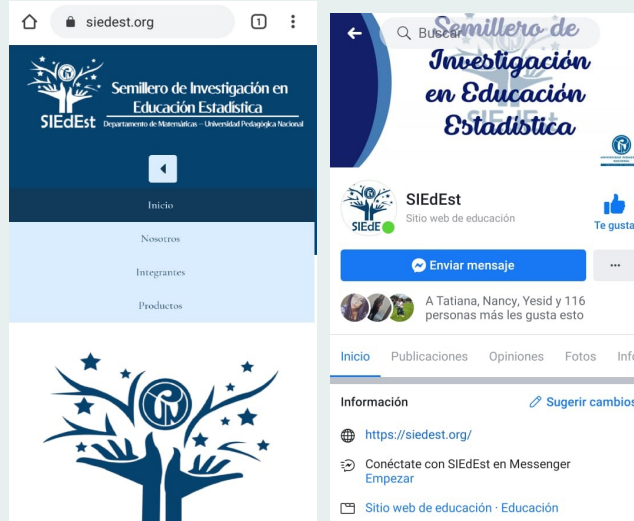 siedest.org
1
SIEdEst
Semillero de Investigación en
Educación Estadística
Departamento de Matemáticas – Universidad Pedagógica Nacional
Inicio
Nosotros
Integrantes
Productos
Buscar
Semillero de
Investigación
en Educación
Estadística
SIEdE
SIEdEst
Sitio web de educación
Te gusta
Enviar mensaje
A Tatiana, Nancy, Yesid y 116
personas más les gusta esto
Inicio Publicaciones Opiniones Fotos Info
Información
Sugerir cambios
https://siedest.org/
Conéctate con SIEdEst en Messenger
Empezar
Sitio web de educación · Educación